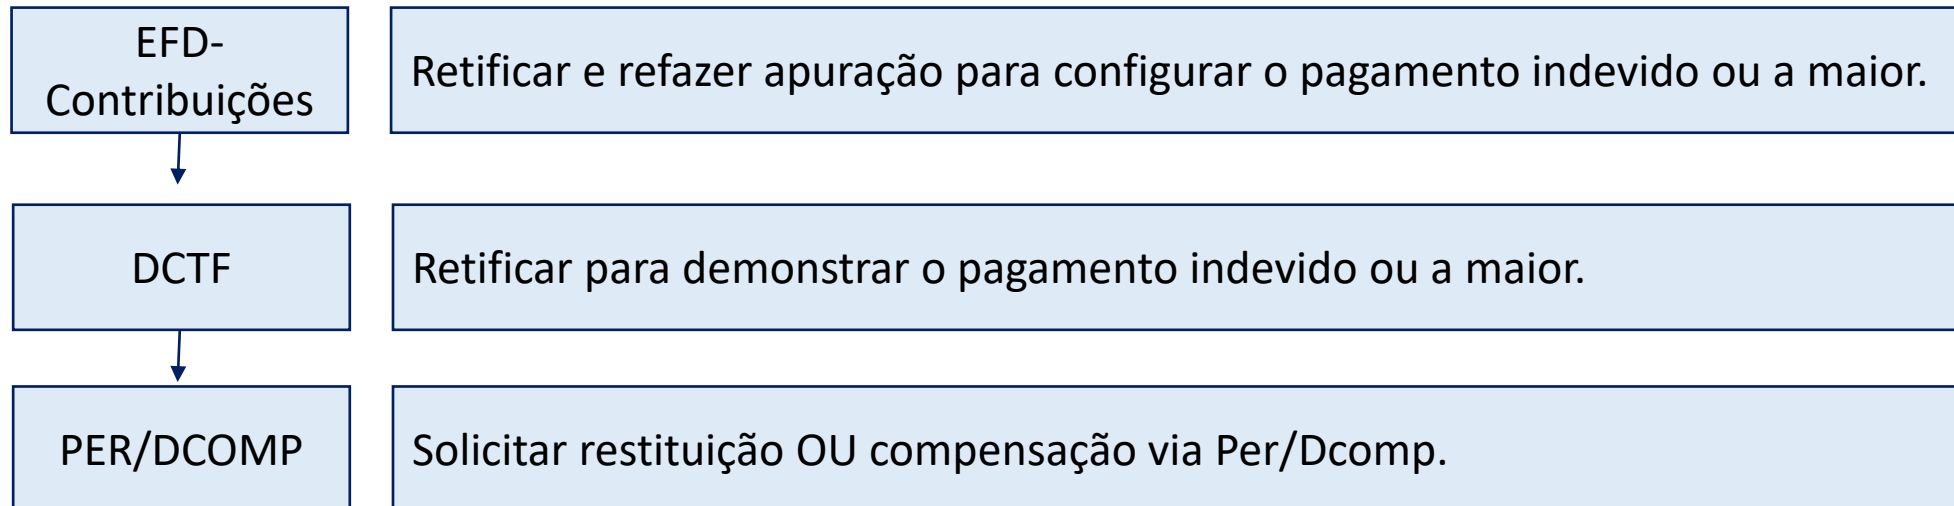 EFD-
Contribuições
Retificar e refazer apuração para configurar o pagamento indevido ou a maior.
DCTF
Retificar para demonstrar o pagamento indevido ou a maior.
PER/DCOMP
Solicitar restituição OU compensação via Per/Dcomp.